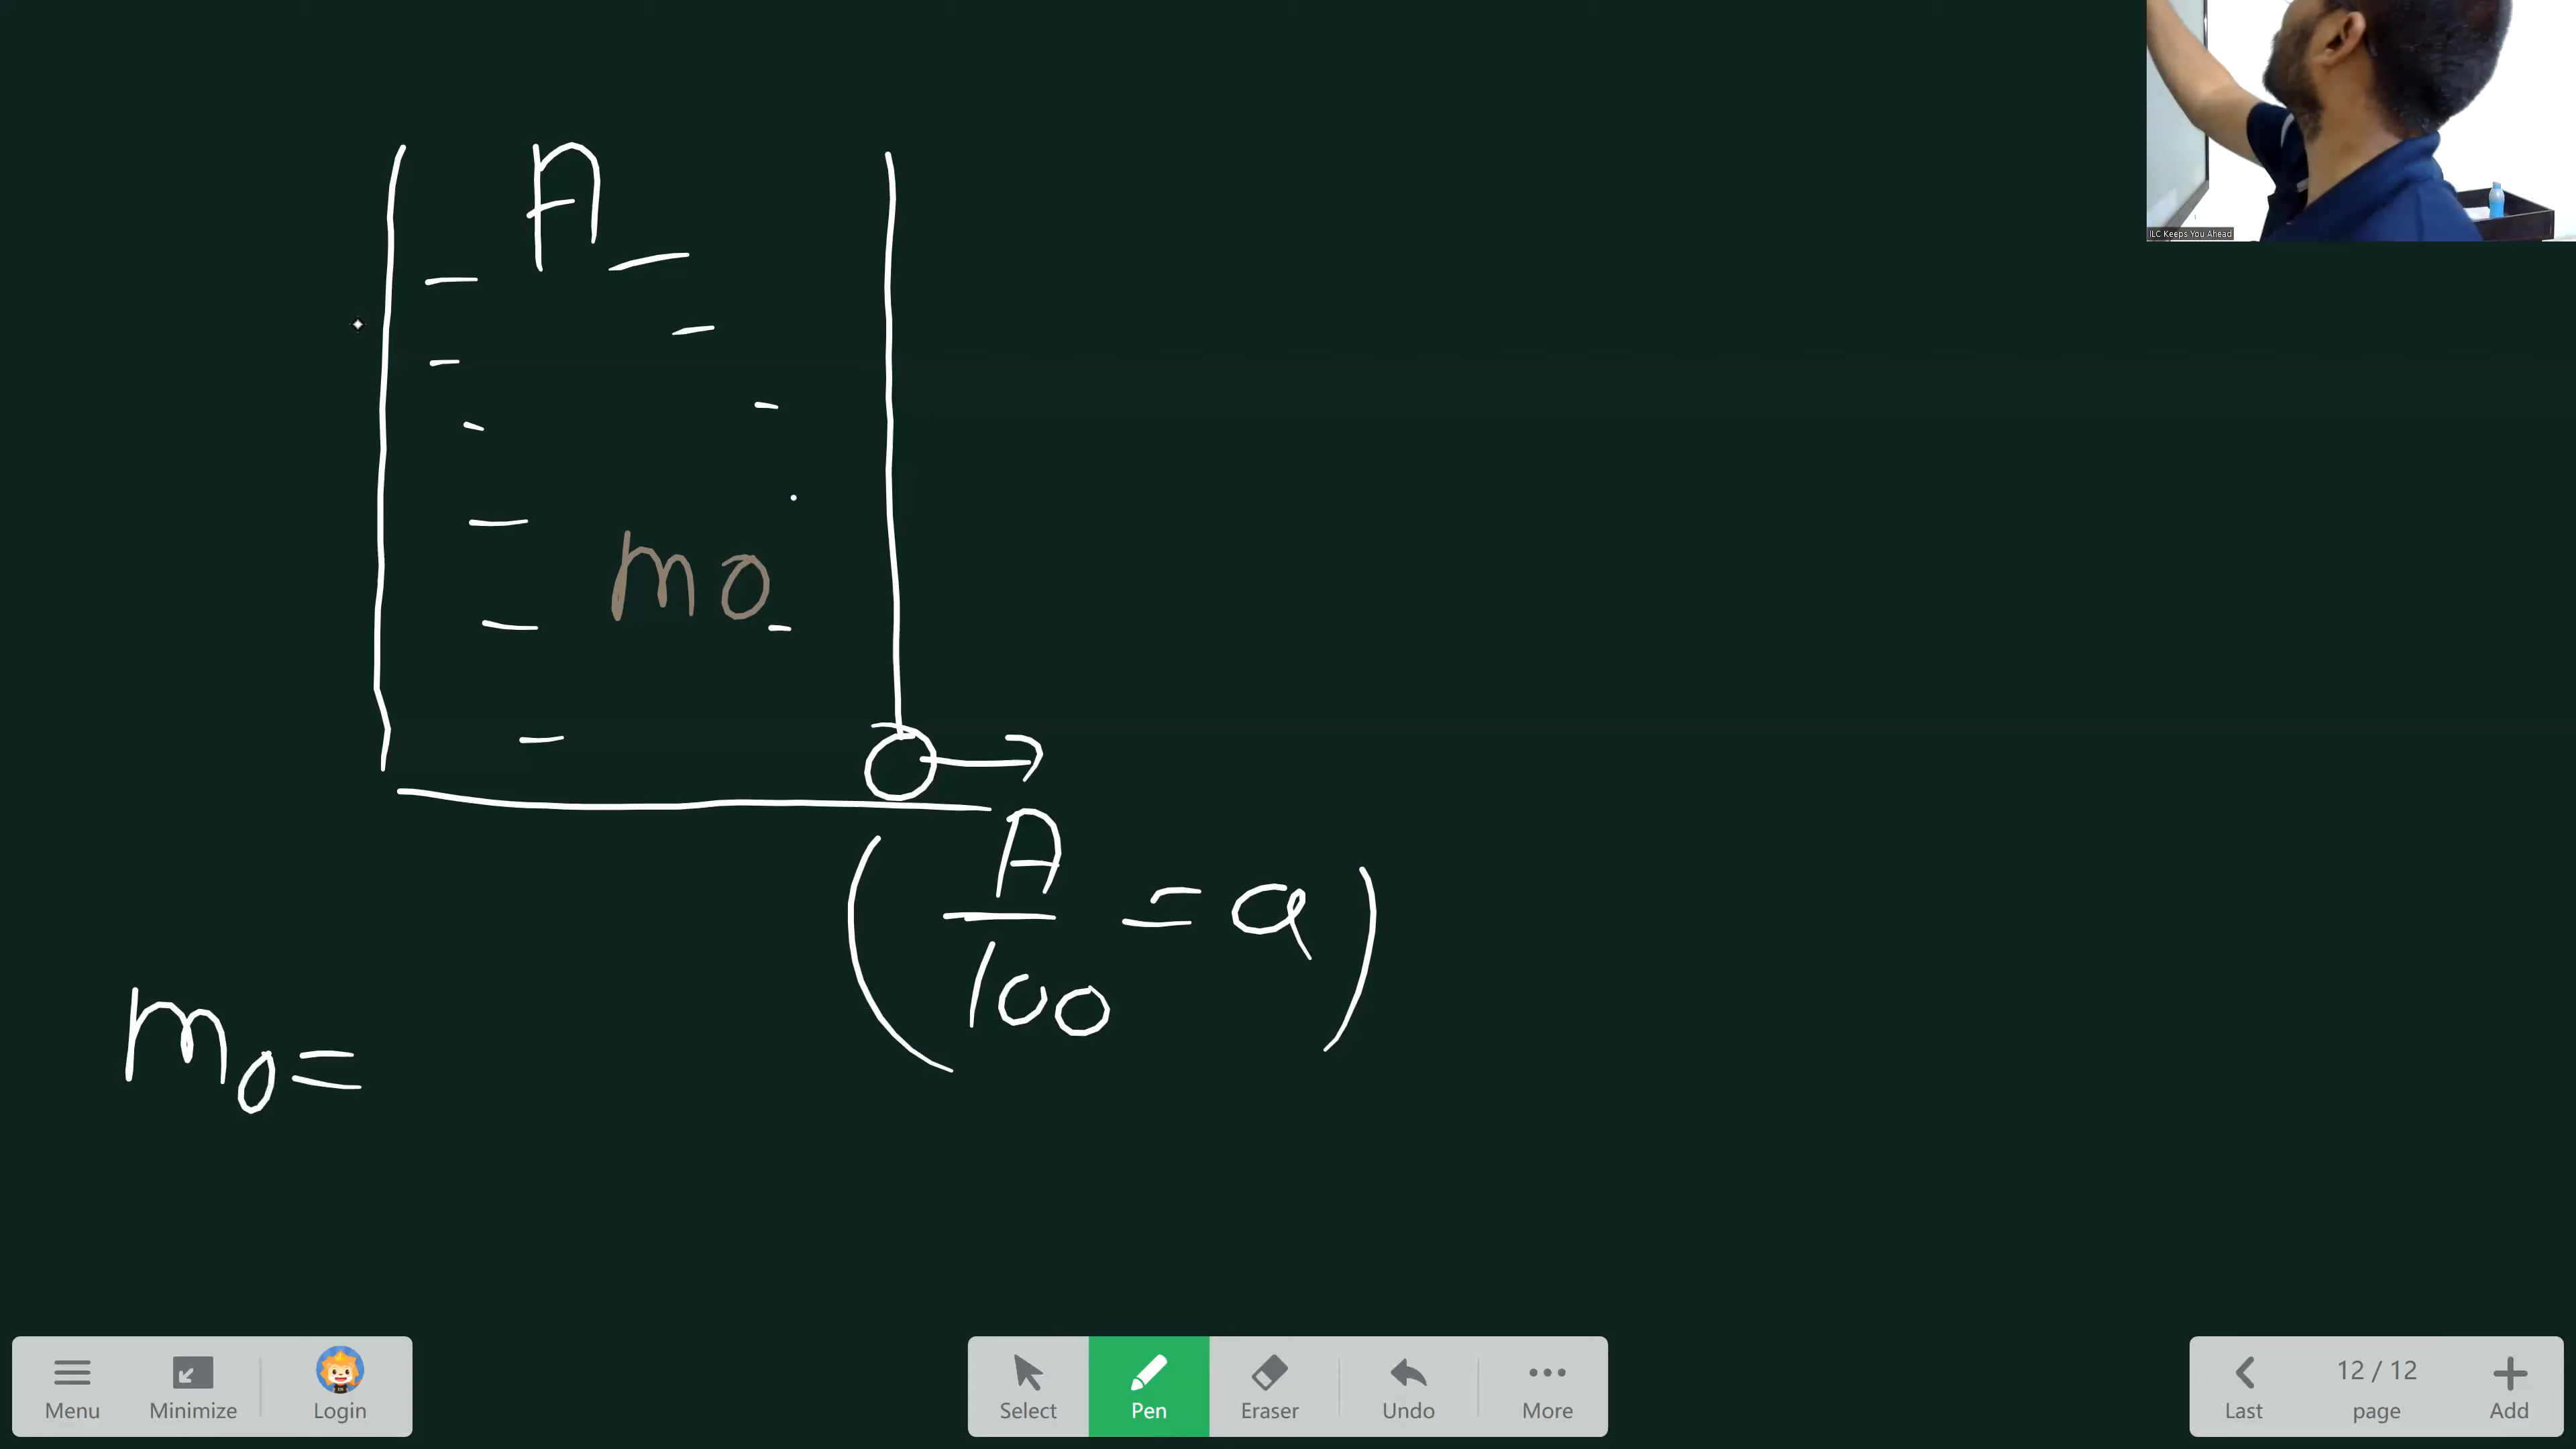 A
ILC Keeps You Ahead
m0
A/100 = a
( )
m0=
Menu Minimize Login Select Pen Eraser Undo More Last 12 / 12 page Add